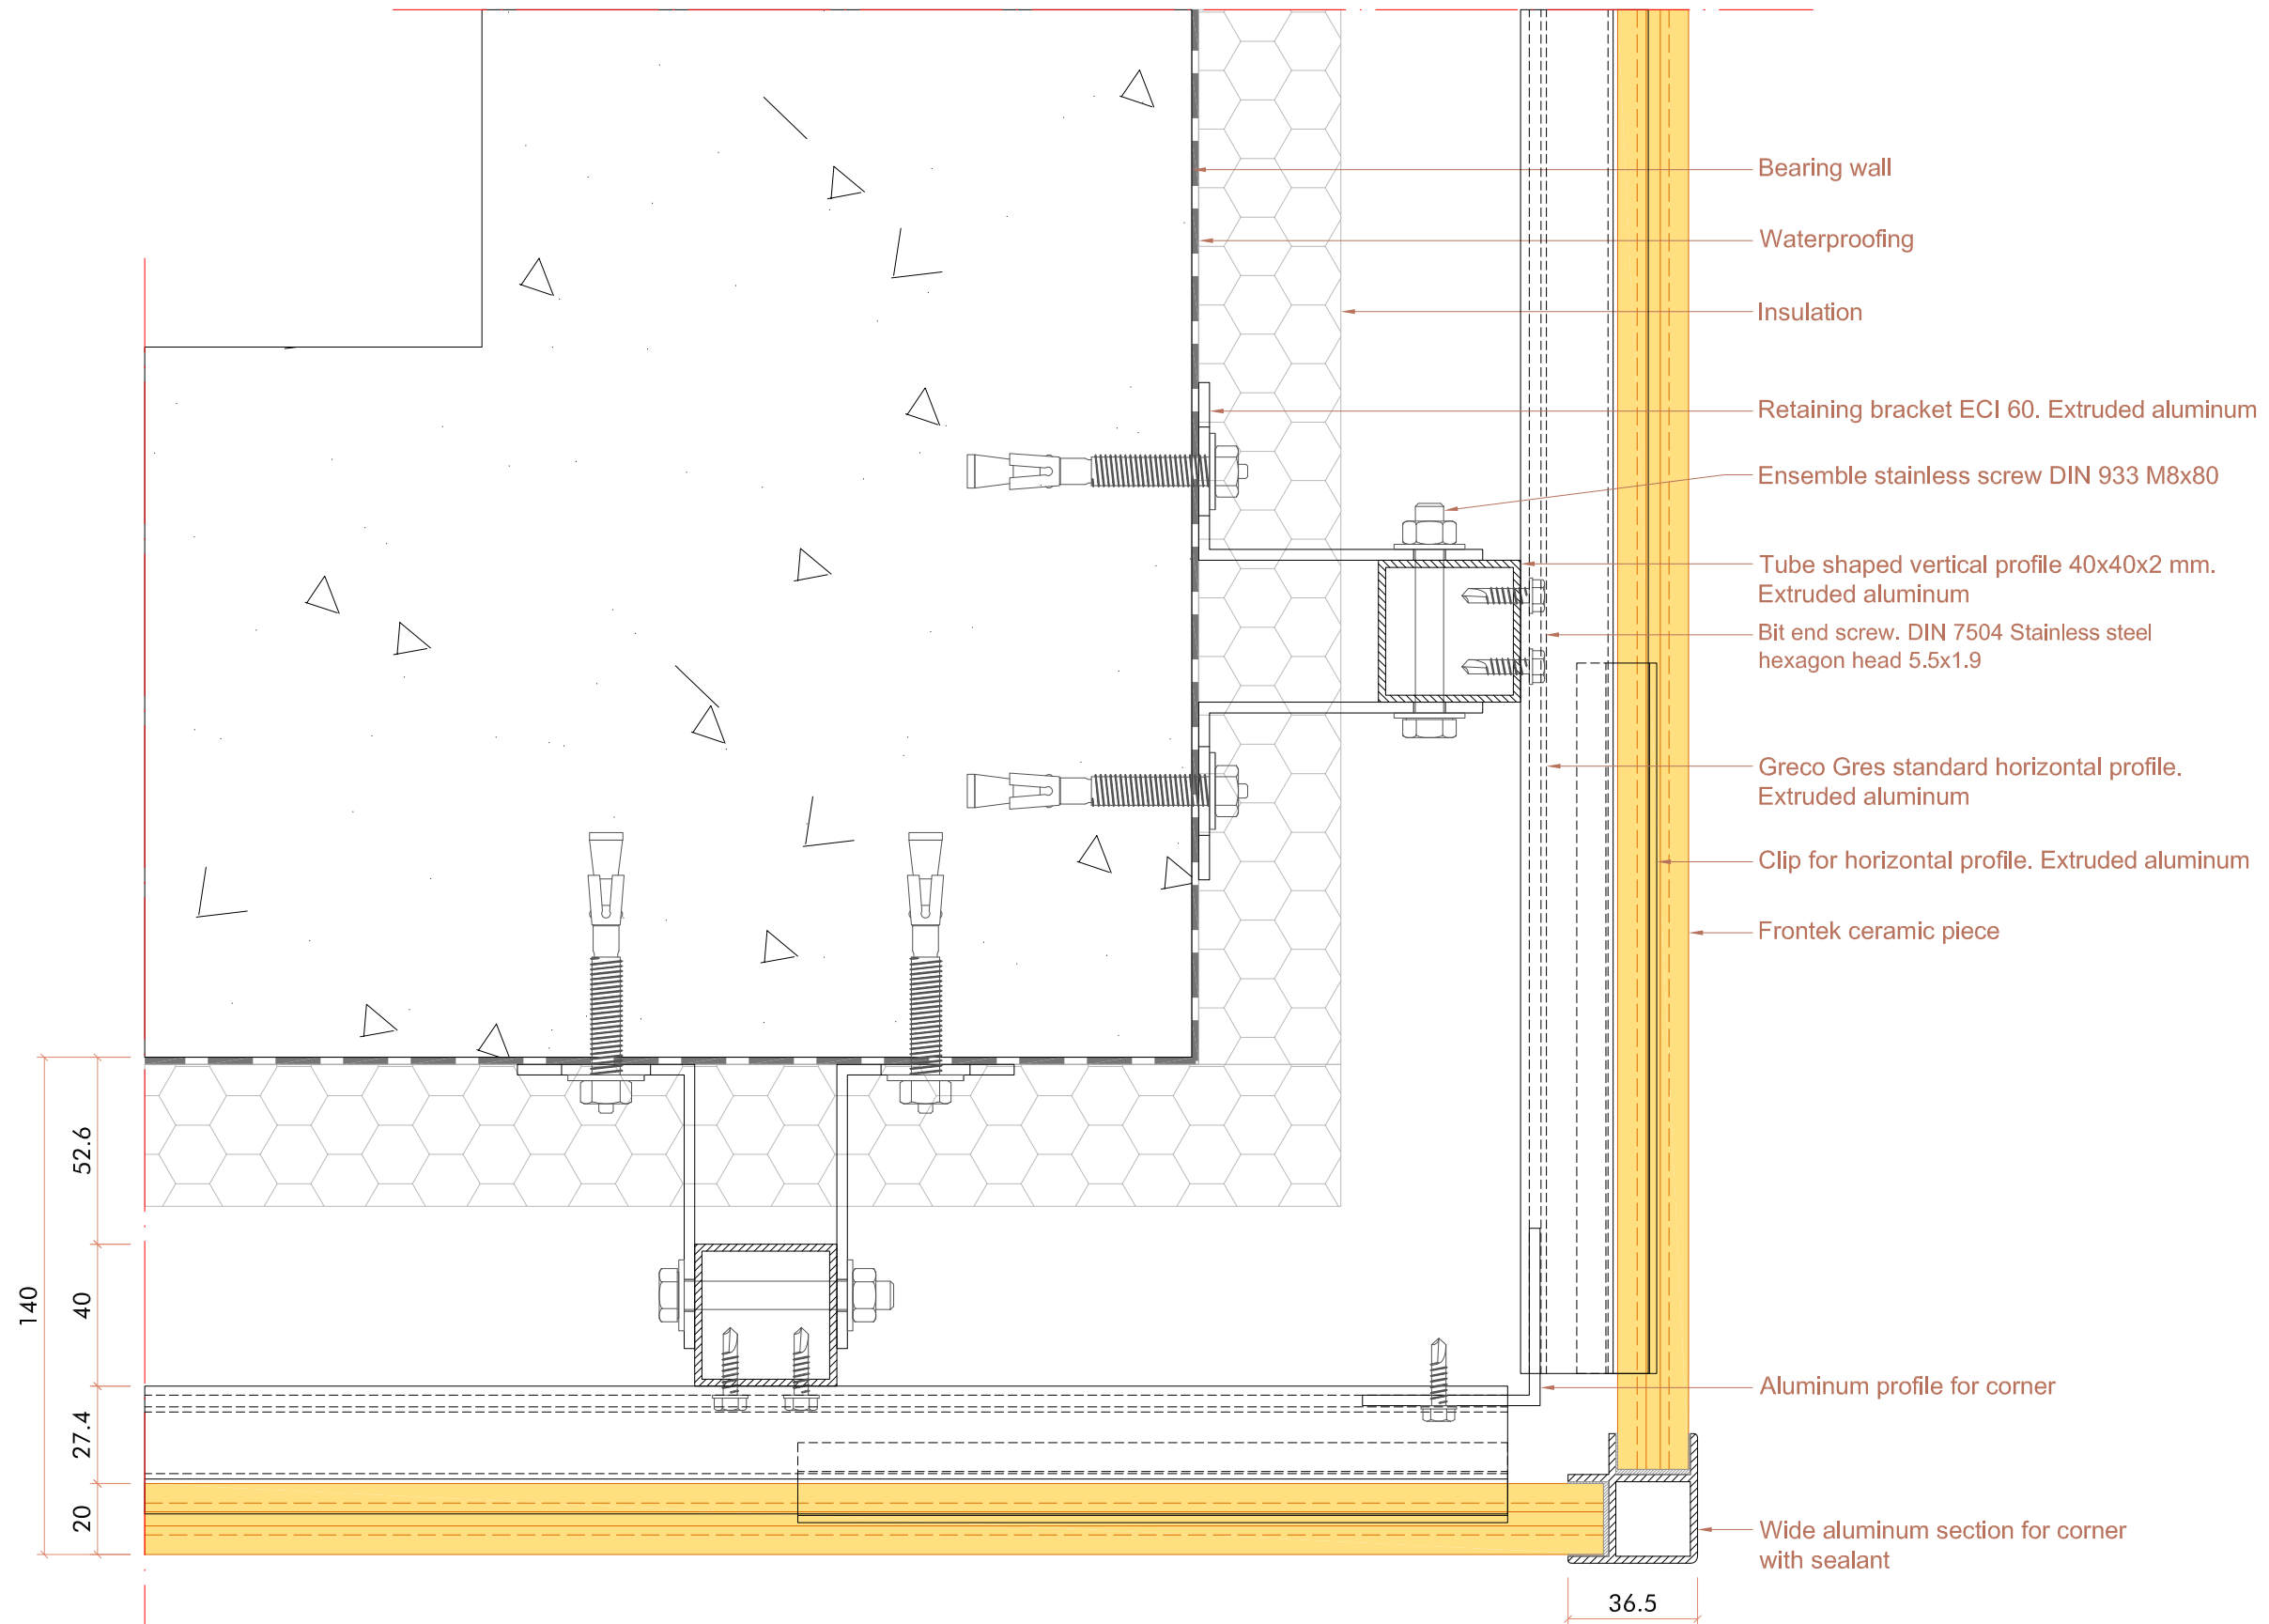 Bearing wall
Waterproofing
Insulation
Retaining bracket ECI 60. Extruded aluminum
Ensemble stainless screw DIN 933 M8x80
Tube shaped vertical profile 40x40x2 mm.
Extruded aluminum
Bit end screw. DIN 7504 Stainless steel
hexagon head 5.5x1.9
Greco Gres standard horizontal profile.
Extruded aluminum
Clip for horizontal profile. Extruded aluminum
Frontek ceramic piece
Aluminum profile for corner
Wide aluminum section for corner
with sealant
140
52.6
40
27.4
20
36.5